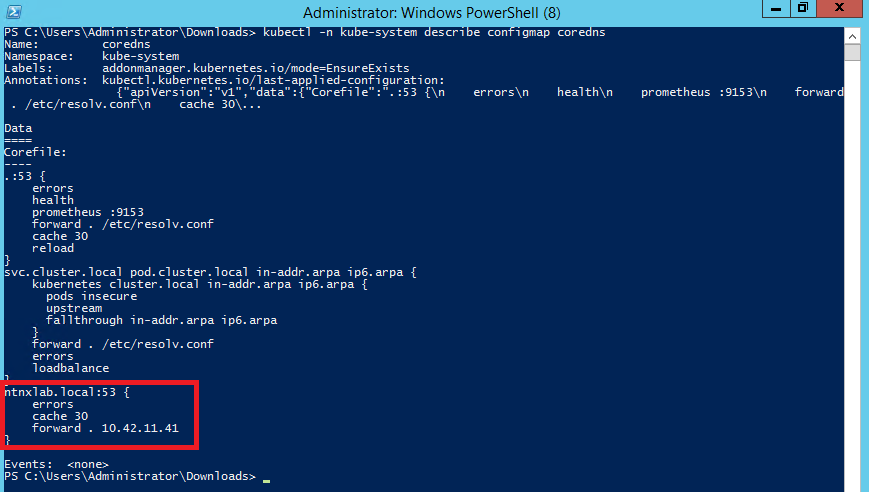 Administrator: Windows PowerShell (8)
PS C:\Users\Administrator\Downloads> kubectl -n kube-system describe configmap coredns
Name:         coredns
Namespace:    kube-system
Labels:       addonmanager.kubernetes.io/mode=EnsureExists
Annotations:  kubectl.kubernetes.io/last-applied-configuration:
                {"apiVersion":"v1","data":{"Corefile":".:53 {\n    errors\n    health\n    prometheus :9153\n    forward
 . /etc/resolv.conf\n    cache 30\...

Data
====
Corefile:
----
.:53 {
    errors
    health
    prometheus :9153
    forward . /etc/resolv.conf
    cache 30
    reload
}
svc.cluster.local pod.cluster.local in-addr.arpa ip6.arpa {
    kubernetes cluster.local in-addr.arpa ip6.arpa {
      pods insecure
      upstream
      fallthrough in-addr.arpa ip6.arpa
    }
    forward . /etc/resolv.conf
    errors
    loadbalance
}
ntnxlab.local:53 {
    errors
    cache 30
    forward . 10.42.11.41
}

Events:  <none>
PS C:\Users\Administrator\Downloads> _